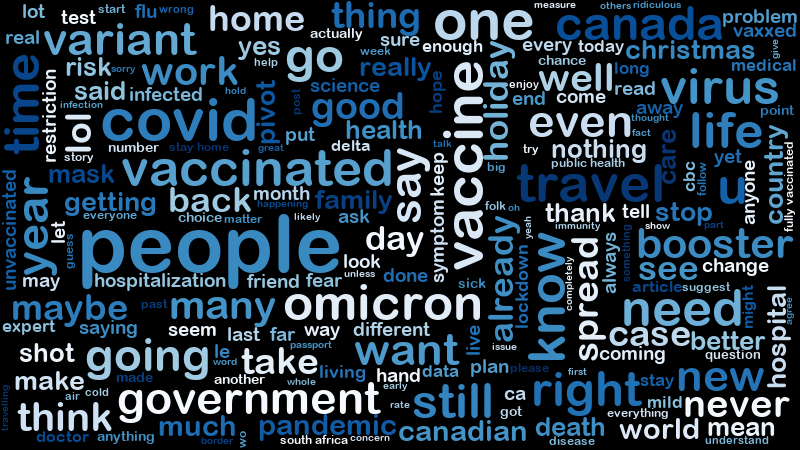 lot
test
start
flu
wrong
home
actually
thing
one
measure
canada
others
ridiculous
problem
real
variant
yes
help
go
week
sure
enough
every
today
christmas
vaxxed
give
time
risk
sorry
work
really
hope
chance
well
long
medical
said
infected
hold
pivot
post
science
enjoy
end
come
read
virus
restriction
infection
lol
covid
good
vaccine
holiday
even
away
thought
fact
life
point
story
number
stay home
great
put
health
delta
talk
try
nothing
care
country
mask
vaccinated
say
keep
symptom
big
public health
yet
cbc
follow
anyone
fully vaccinated
unvaccinated
year
getting
back
month
happening
family
travel
u
let
everyone
choice
matter
likely
ask
folk
oh
yeah
thank
tell
stop
guess
people
day
already
immunity
show
part
may
hospitalization
friend
fear
look
unless
done
sick
lockdown
know
completely
spread
always
something
booster
see
change
article
suggest
might
maybe
past
many
omicron
need
hospital
agree
expert
saying
seem
last
far
way
different
live
issue
case
better
shot
going
le
word
passport
want
coming
question
make
made
take
living
hand
data
plan
please
first
stay
new
travelling
air
cold
another
whole
early
rate
ca
got
right
everything
mild
never
think
government
still
doctor
anything
much
border
wo
pandemic
south africa
concern
canadian
death
disease
world
mean
understand